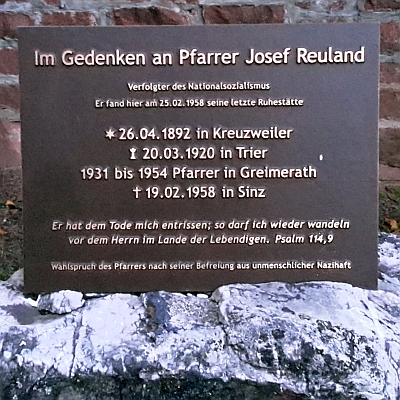 Im Gedenken an Pfarrer Josef Reuland
Verfolgter des Nationalsozialismus
Er fand hier am 25.02.1958 seine letzte Ruhestätte
✶ 26.04.1892 in Kreuzweiler
20.03.1920 in Trier
1931 bis 1954 Pfarrer in Greimerath
† 19.02.1958 in Sinz
Er hat dem Tode mich entrissen; so darf ich wieder wandeln
vor dem Herrn im Lande der Lebendigen. Psalm 114,9
Wahlspruch des Pfarrers nach seiner Befreiung aus unmenschlicher Nazihaft